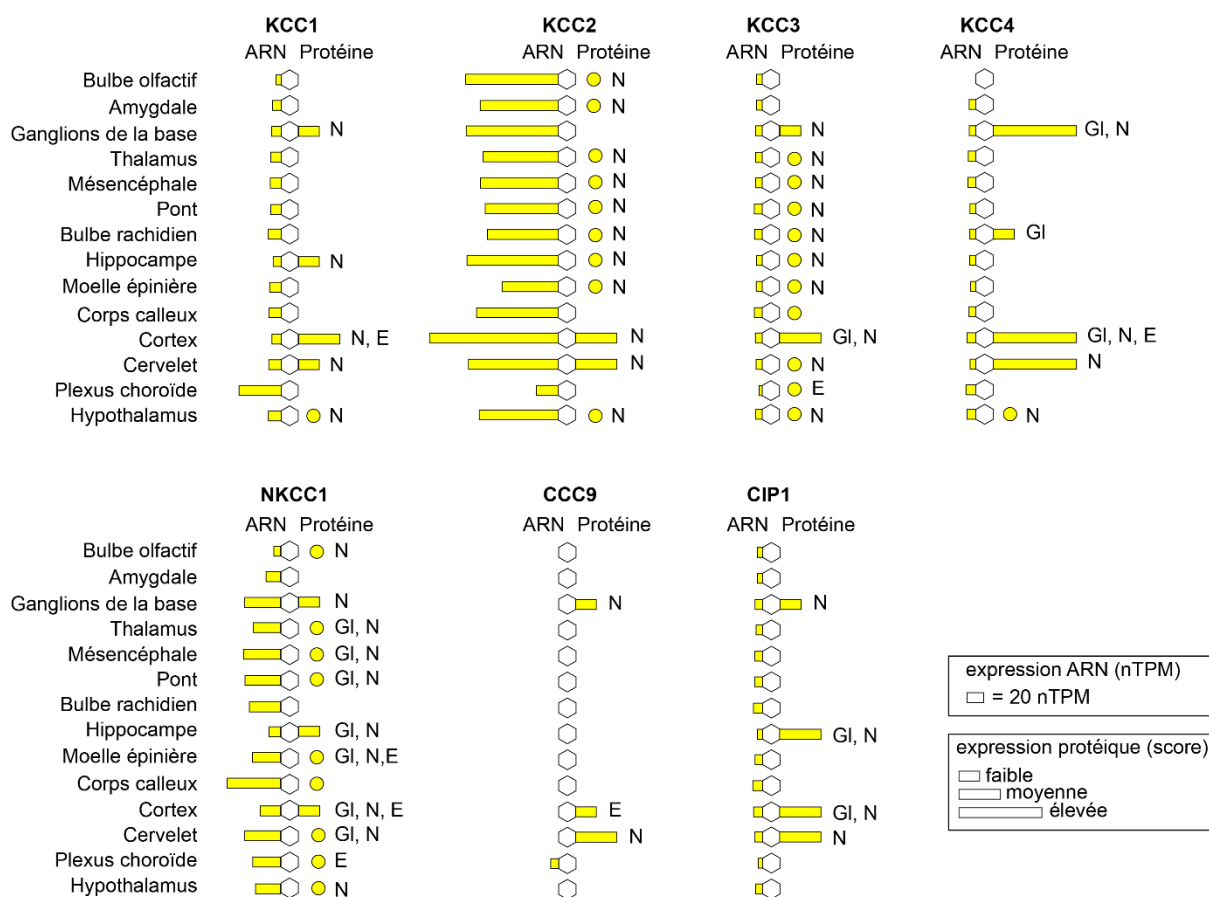 KCC1 KCC2 KCC3 KCC4
ARN Protéine ARN Protéine ARN Protéine ARN Protéine
Bulbe olfactif N
Amygdale N
Ganglions de la base N N Gl, N
Thalamus N N
Mésencéphale N N
Pont N N
Bulbe rachidien N N Gl
Hippocampe N N N
Moelle épinière N N
Corps calleux
Cortex N, E N Gl, N Gl, N, E
Cervelet N N N N
Plexus choroïde E
Hypothalamus N N N N
NKCC1 CCC9 CIP1
ARN Protéine ARN Protéine ARN Protéine
Bulbe olfactif N
Amygdale
Ganglions de la base N N N
Thalamus Gl, N
Mésencéphale Gl, N
Pont Gl, N
Bulbe rachidien
Hippocampe Gl, N Gl, N
Moelle épinière Gl, N,E
Corps calleux
Cortex Gl, N, E E Gl, N
Cervelet Gl, N N N
Plexus choroïde E
Hypothalamus N
expression ARN (nTPM)
= 20 nTPM
expression protéique (score)
faible
moyenne
élevée